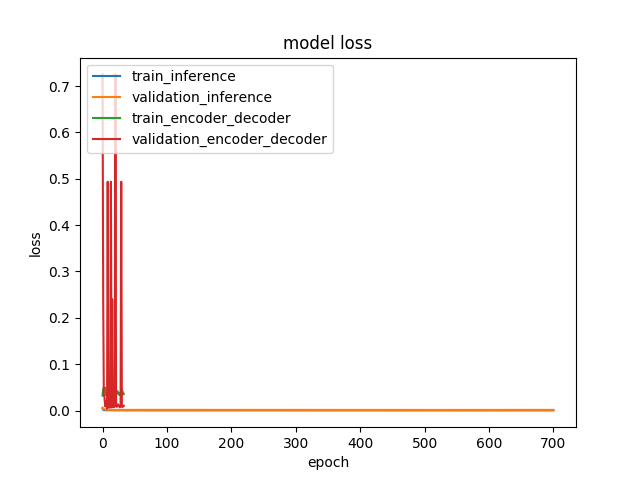 model loss
train_inference
validation_inference
train_encoder_decoder
validation_encoder_decoder
loss
0.7
0.6
0.5
0.4
0.3
0.2
0.1
0.0
0 100 200 300 400 500 600 700
epoch